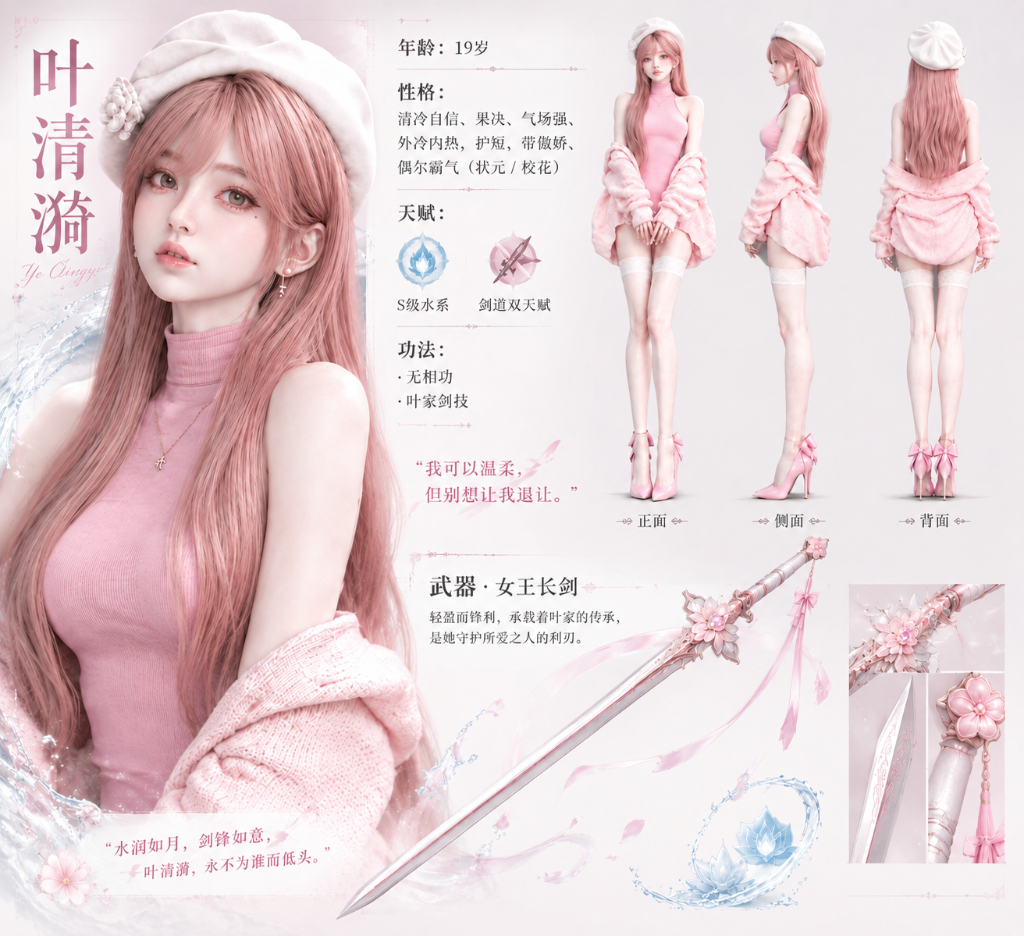 叶清漪
年龄：19岁
性格：
清冷自信、果决、气场强、
外冷内热，护短，带傲娇、
偶尔霸气（状元 / 校花）
天赋：
S级水系
剑道双天赋
功法：
· 无相功
· 叶家剑技
“我可以温柔，
但别想让我退让。”
正面
侧面
背面
武器 · 女王长剑
轻盈而锋利，承载着叶家的传承，
是她守护所爱之人的利刃。
“水润如月，剑锋如意，
叶清漪，永不为谁而低头。”